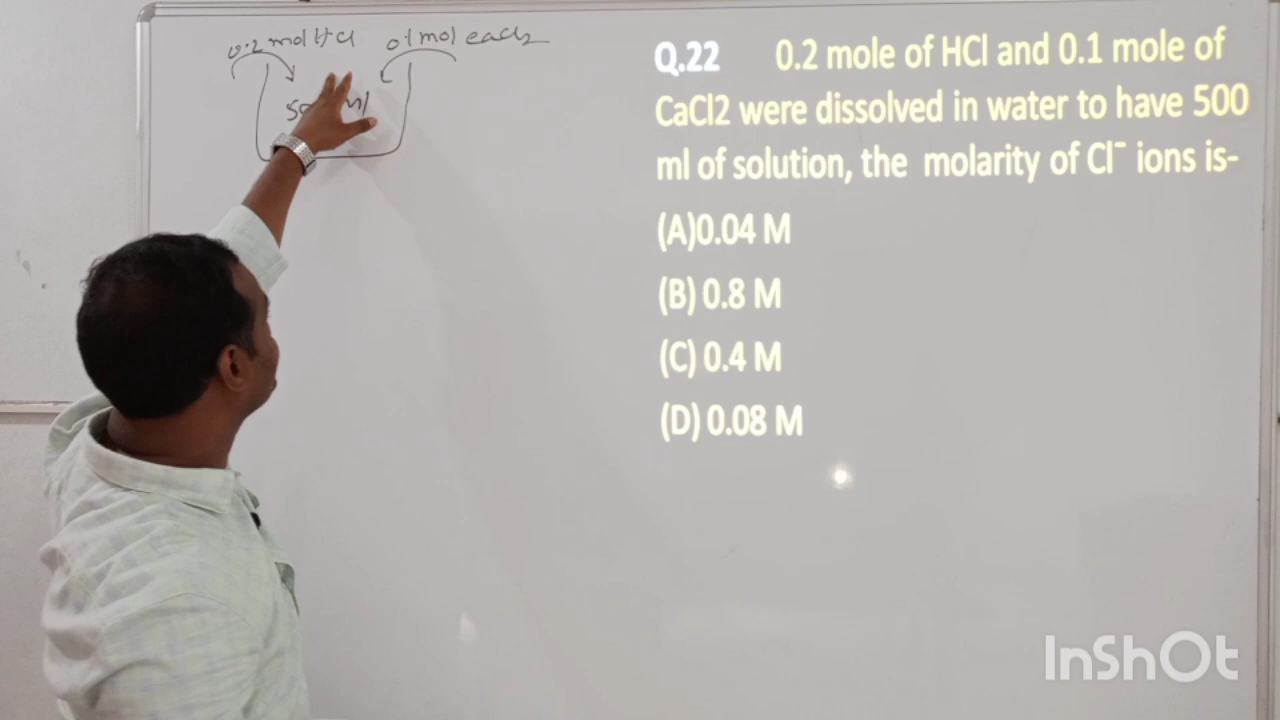 0.2 mol HCl 0.1 mol CaCl2
ml
Q.22 0.2 mole of HCl and 0.1 mole of
CaCl2 were dissolved in water to have 500
ml of solution, the molarity of Cl⁻ ions is-
(A)0.04 M
(B) 0.8 M
(C) 0.4 M
(D) 0.08 M
InShOt